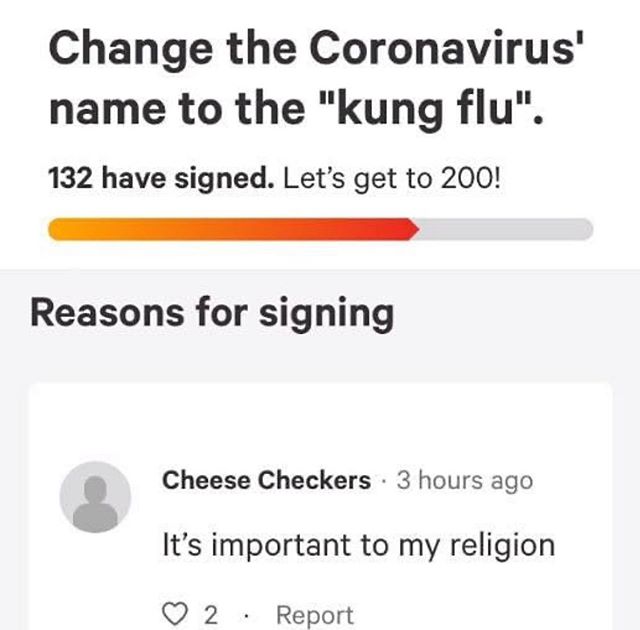 Change the Coronavirus'
name to the "kung flu".
132 have signed. Let's get to 200!
Reasons for signing
Cheese Checkers · 3 hours ago
It's important to my religion
2 · Report